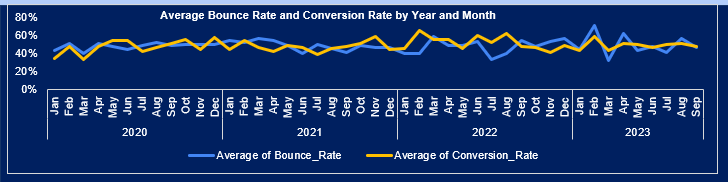 Average Bounce Rate and Conversion Rate by Year and Month
80%
60%
40%
20%
0%
Jan Feb Mar Apr May Jun Jul Aug Sep Oct Nov Dec Jan Feb Mar Apr May Jun Jul Aug Sep Oct Nov Dec Jan Feb Mar Apr May Jun Jul Aug Sep Oct Nov Dec Jan Feb Mar Apr May Jun Jul Aug Sep
2020 2021 2022 2023
Average of Bounce_Rate Average of Conversion_Rate